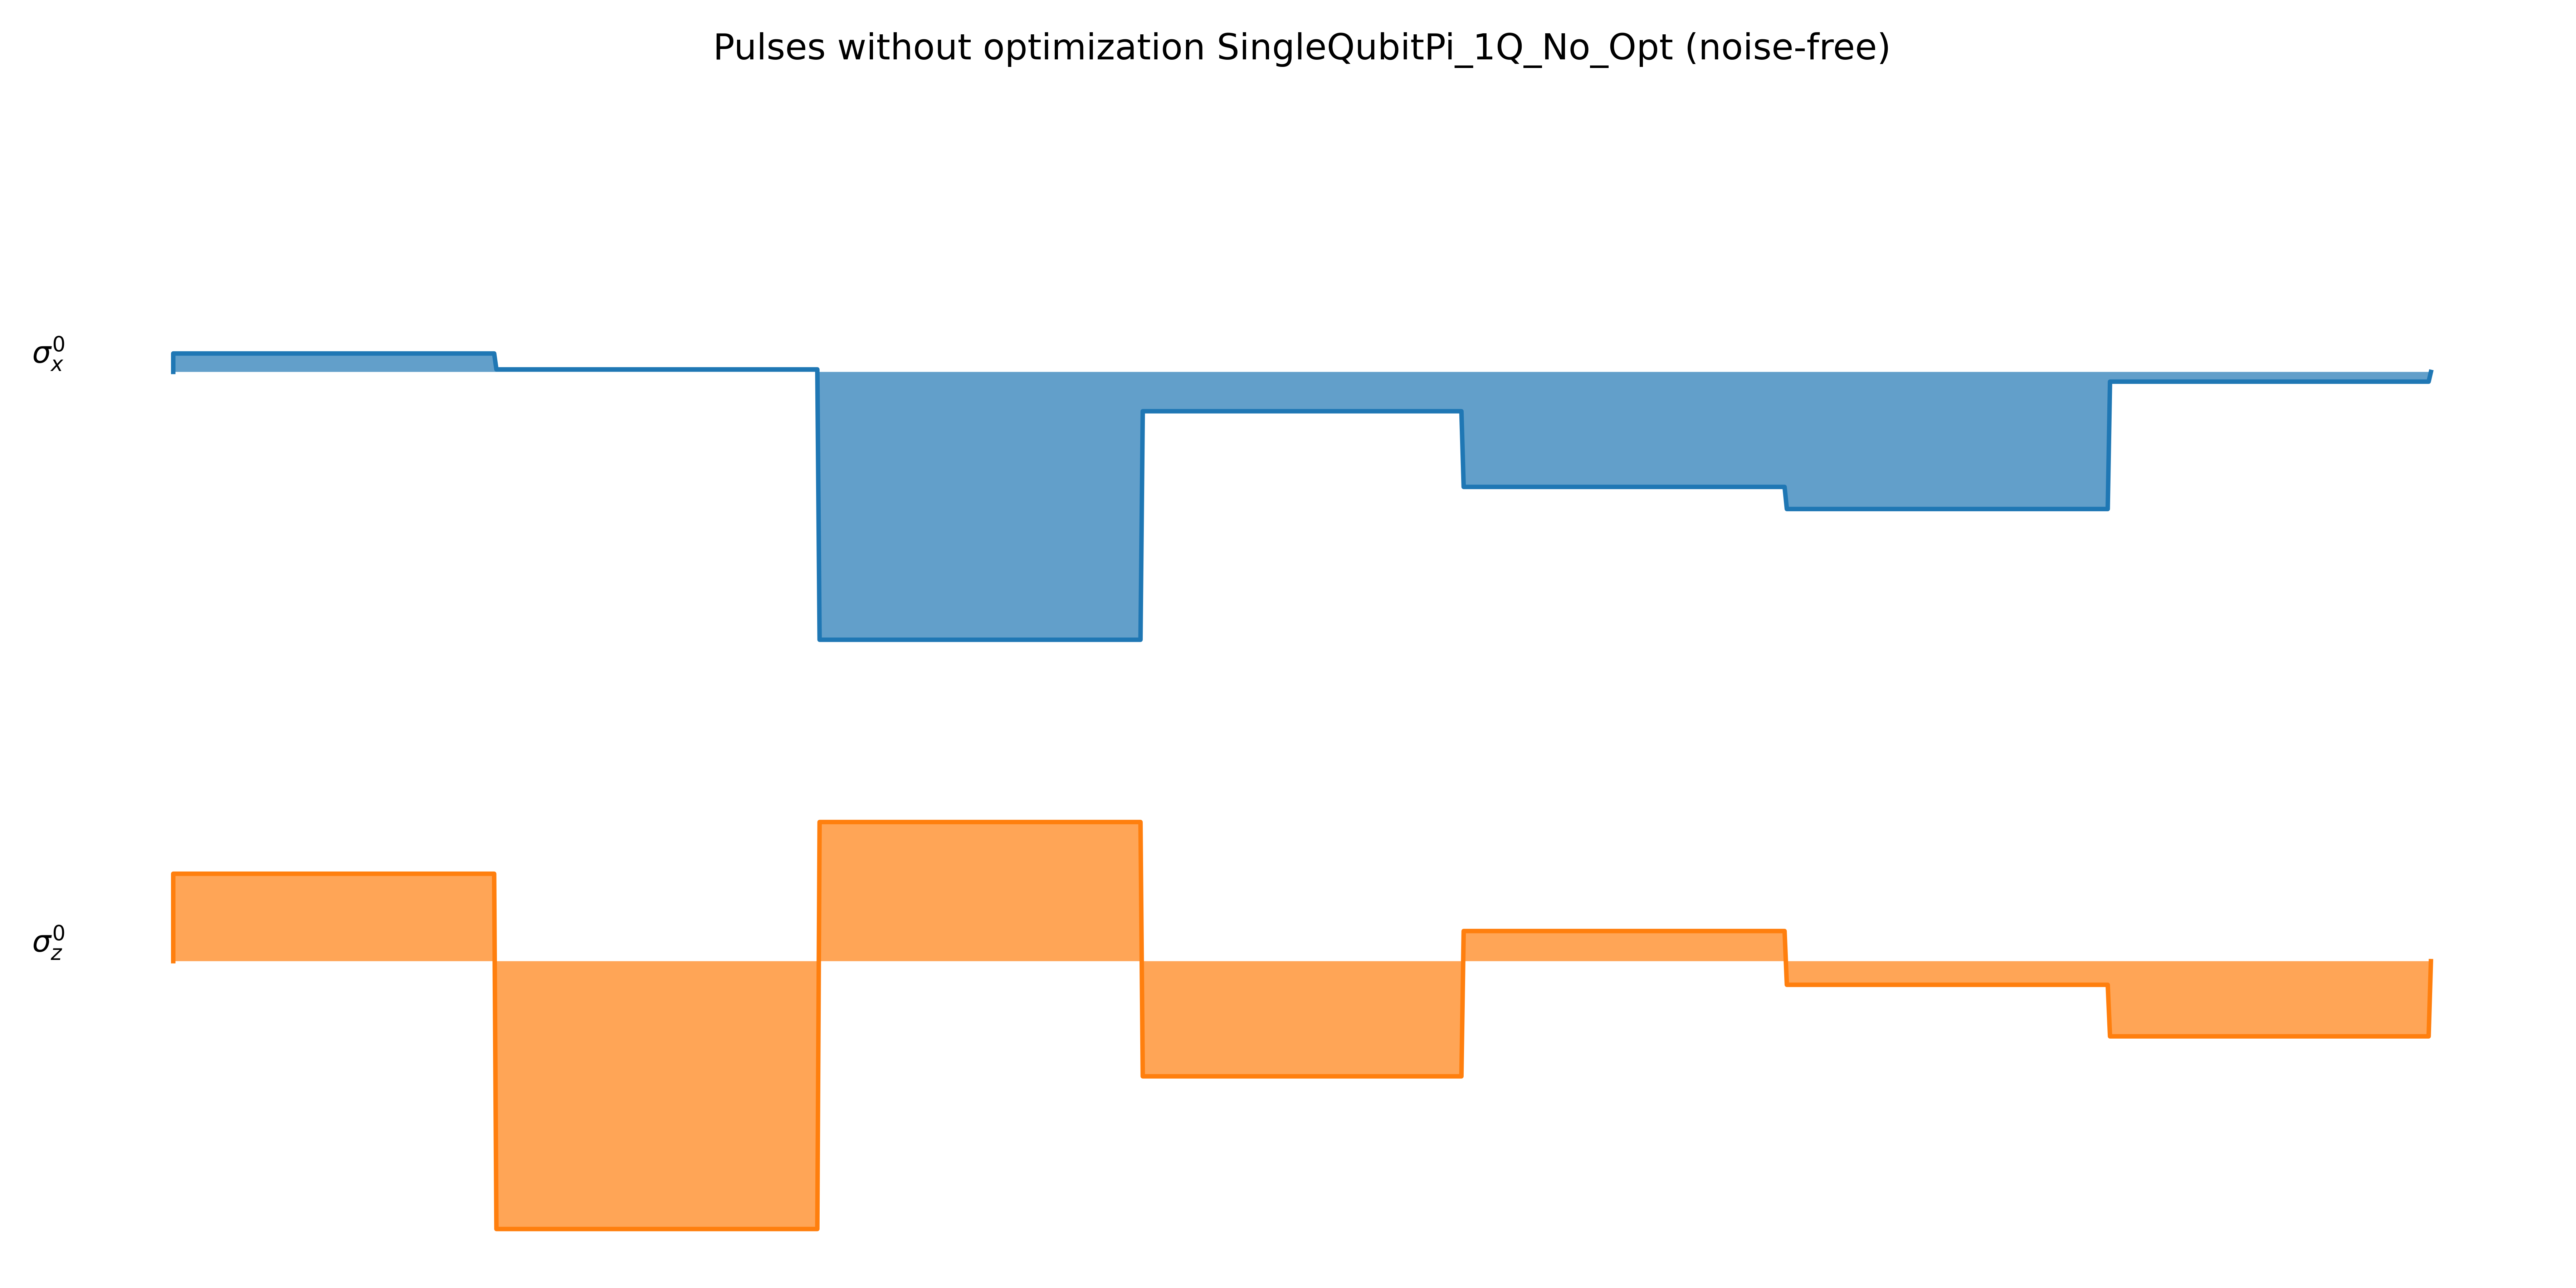 Pulses without optimization SingleQubitPi_1Q_No_Opt (noise-free)
σ_x^0
σ_z^0